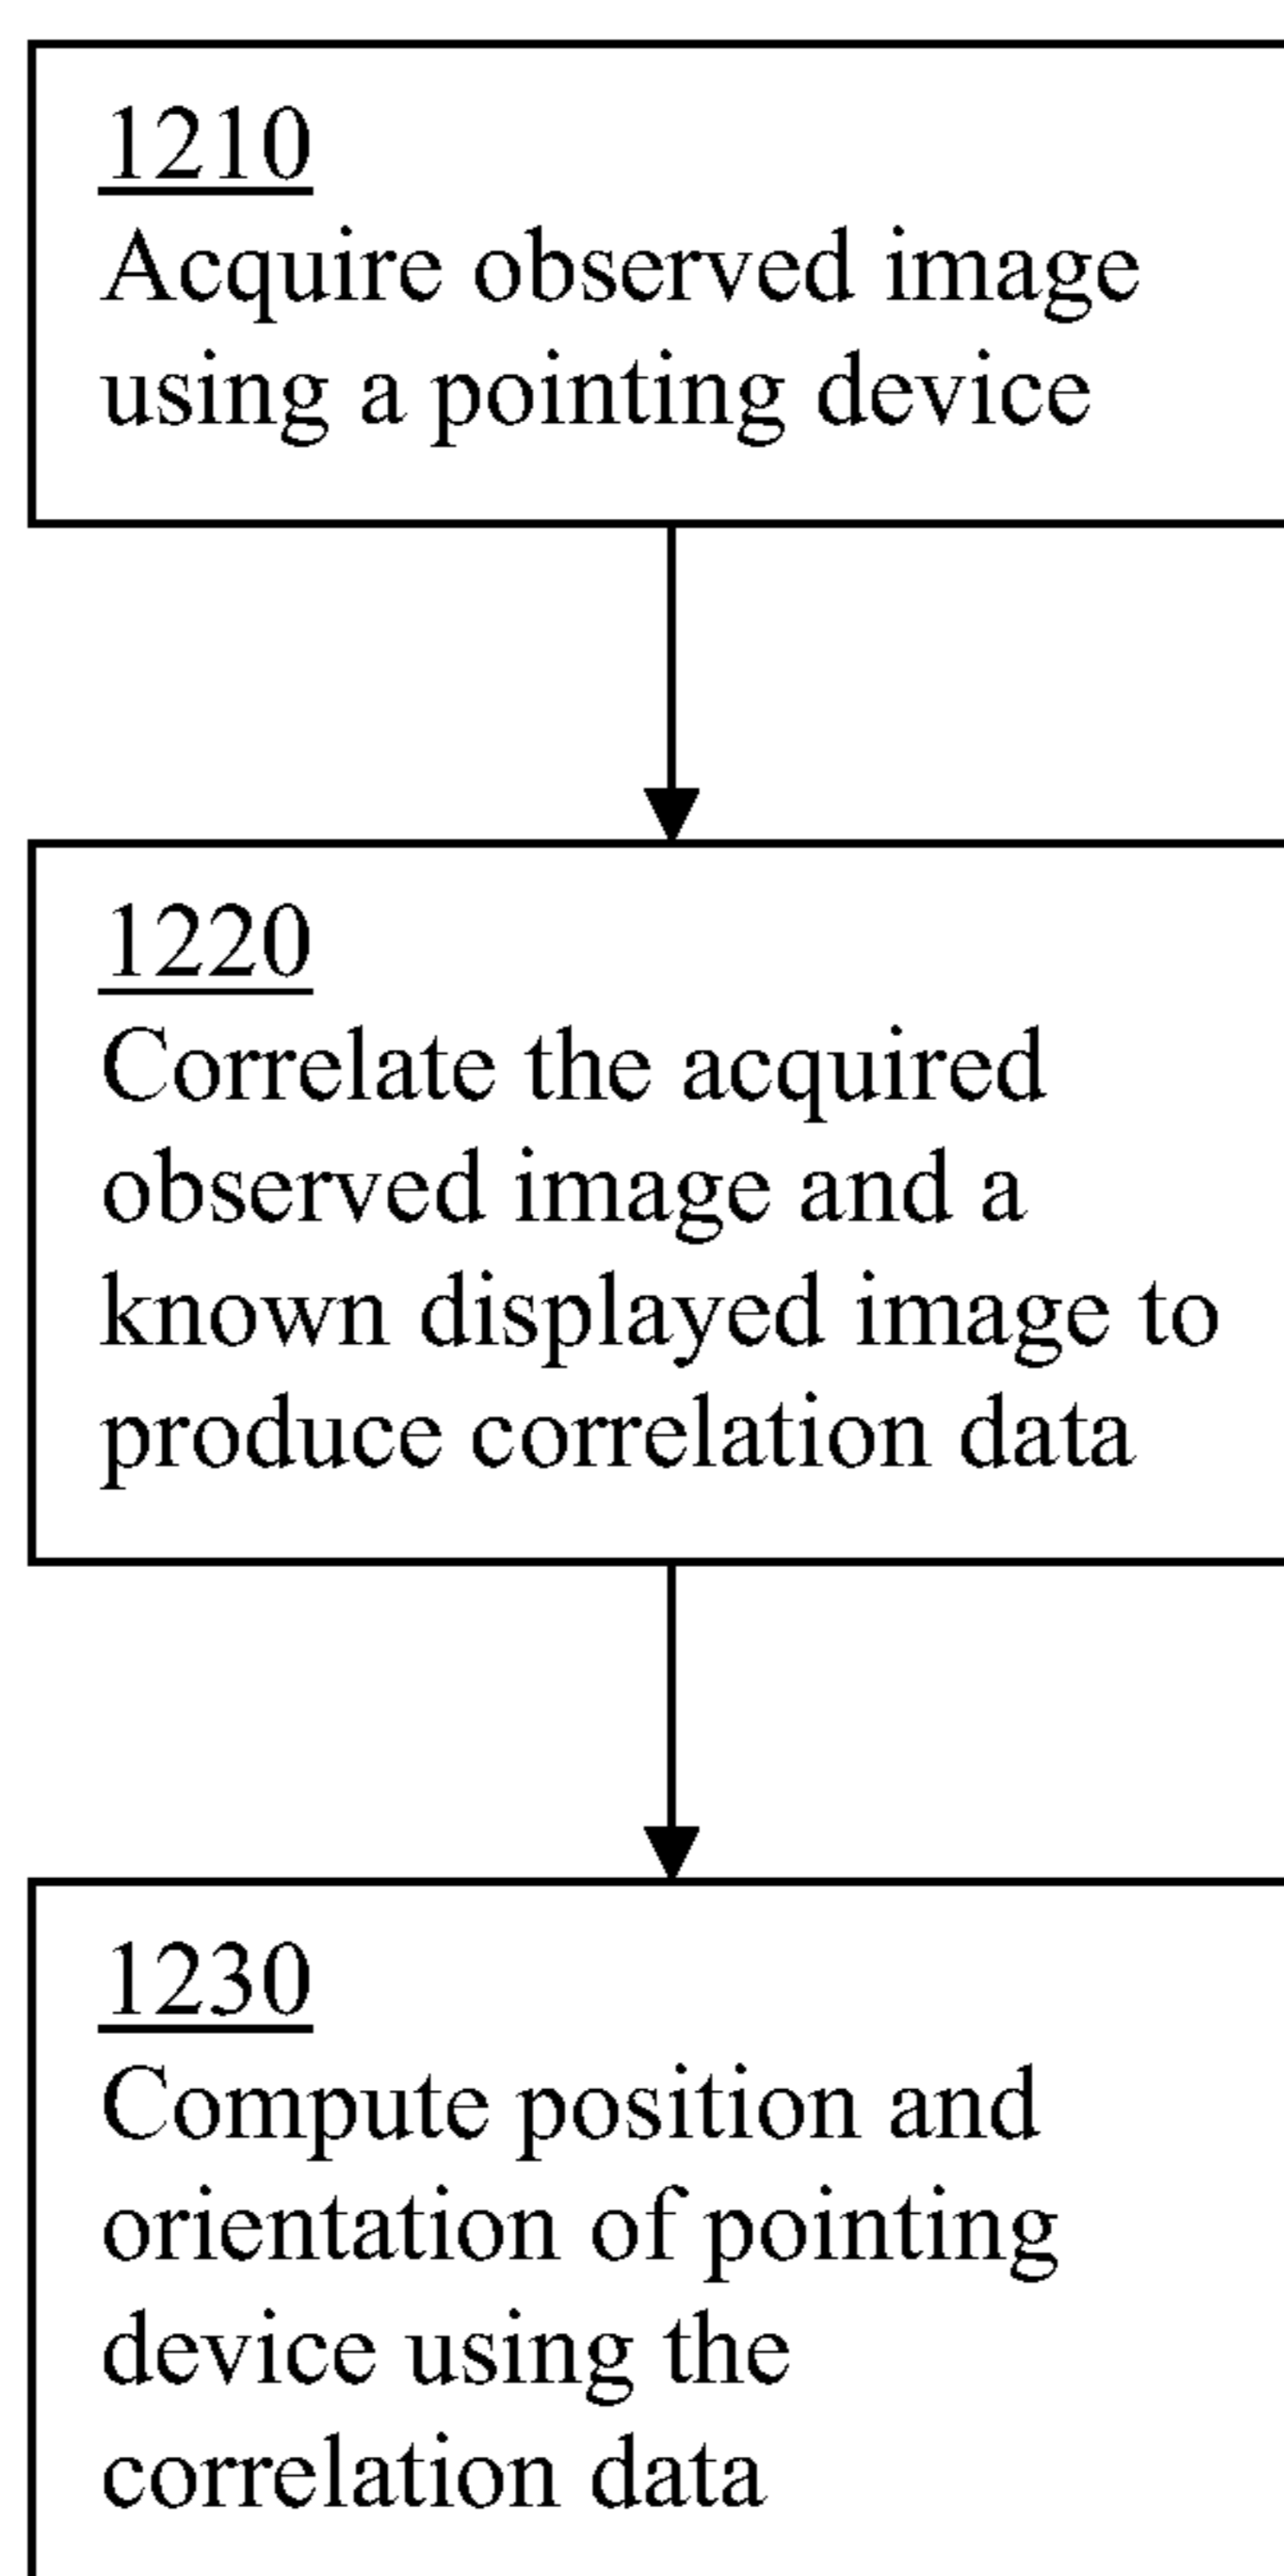 1210
Acquire observed image
using a pointing device
1220
Correlate the acquired
observed image and a
known displayed image to
produce correlation data
1230
Compute position and
orientation of pointing
device using the
correlation data